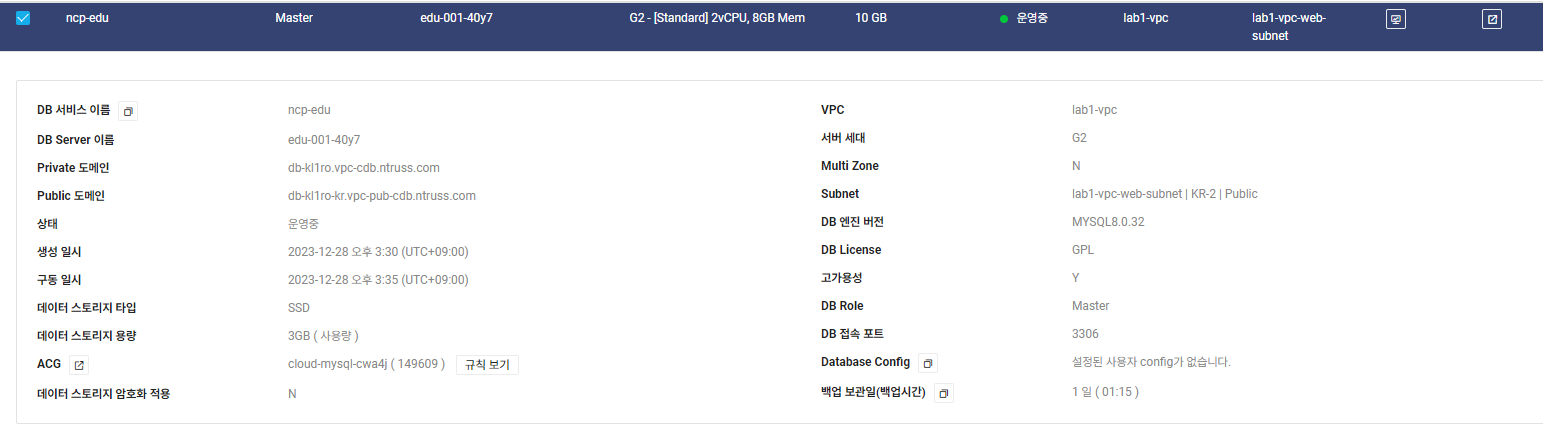 ncp-edu Master edu-001-40y7 G2 - [Standard] 2vCPU, 8GB Mem 10 GB 운영중 lab1-vpc lab1-vpc-web-
subnet
DB 서비스 이름 ncp-edu VPC lab1-vpc
DB Server 이름 edu-001-40y7 서버 세대 G2
Private 도메인 db-kl1ro.vpc-cdb.ntruss.com Multi Zone N
Public 도메인 db-kl1ro-kr.vpc-pub-cdb.ntruss.com Subnet lab1-vpc-web-subnet | KR-2 | Public
상태 운영중 DB 엔진 버전 MYSQL8.0.32
생성 일시 2023-12-28 오후 3:30 (UTC+09:00) DB License GPL
구동 일시 2023-12-28 오후 3:35 (UTC+09:00) 고가용성 Y
데이터 스토리지 타입 SSD DB Role Master
데이터 스토리지 용량 3GB ( 사용량 ) DB 접속 포트 3306
ACG cloud-mysql-cwa4j ( 149609 ) 규칙 보기 Database Config 설정된 사용자 config가 없습니다.
데이터 스토리지 암호화 적용 N 백업 보관일(백업시간) 1 일 ( 01:15 )